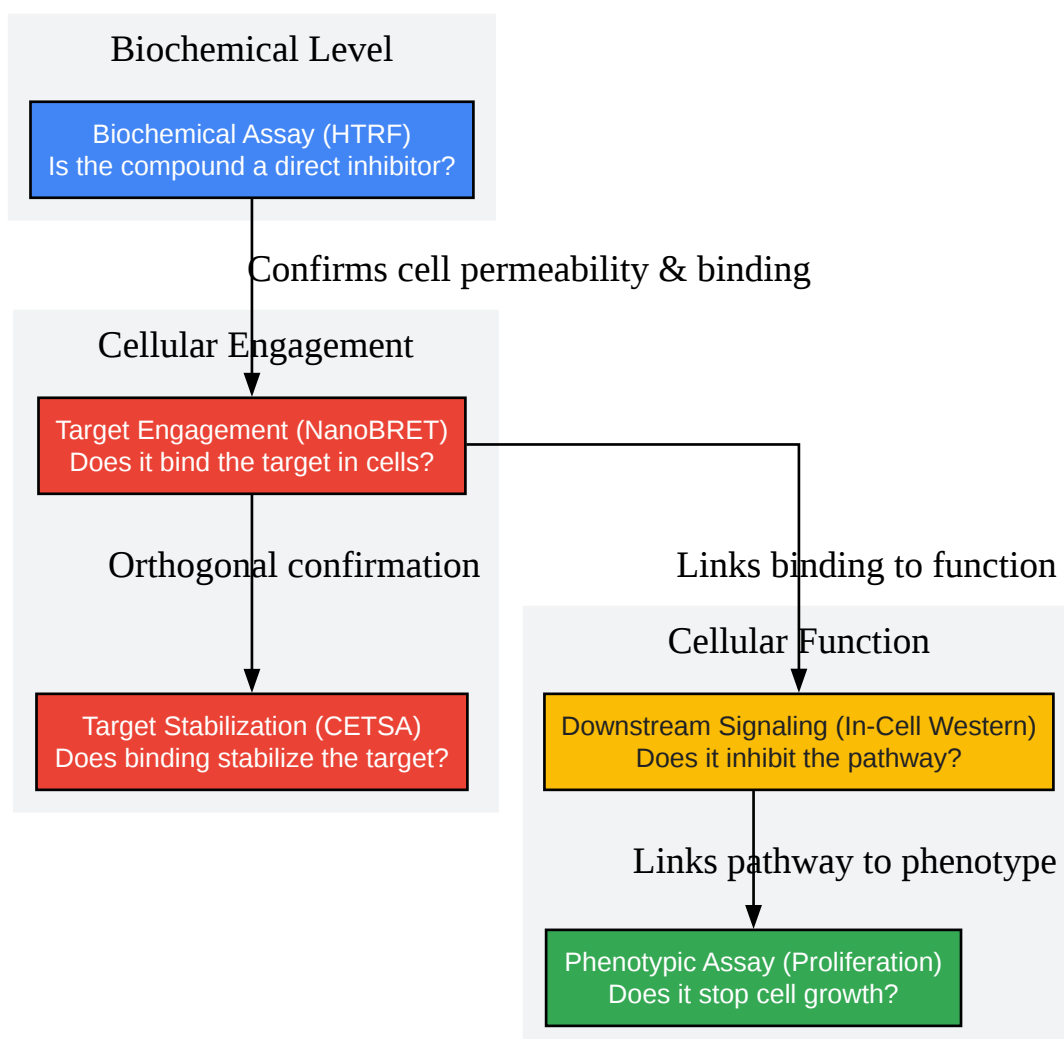 Biochemical Level
Biochemical Assay (HTRF)
Is the compound a direct inhibitor?
Confirms cell permeability & binding
Cellular Engagement
Target Engagement (NanoBRET)
Does it bind the target in cells?
Orthogonal confirmation
Links binding to function
Cellular Function
Target Stabilization (CETSA)
Does binding stabilize the target?
Downstream Signaling (In-Cell Western)
Does it inhibit the pathway?
Links pathway to phenotype
Phenotypic Assay (Proliferation)
Does it stop cell growth?